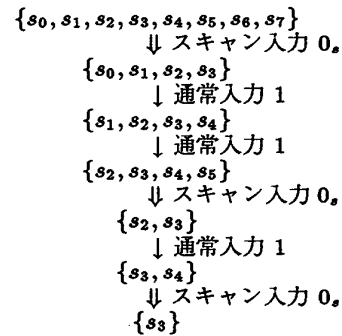 {s₀, s₁, s₂, s₃, s₄, s₅, s₆, s₇}
⇓ スキャン入力 0ₛ
{s₀, s₁, s₂, s₃}
↓ 通常入力 1
{s₁, s₂, s₃, s₄}
↓ 通常入力 1
{s₂, s₃, s₄, s₅}
⇓ スキャン入力 0ₛ
{s₂, s₃}
↓ 通常入力 1
{s₃, s₄}
⇓ スキャン入力 0ₛ
{s₃}